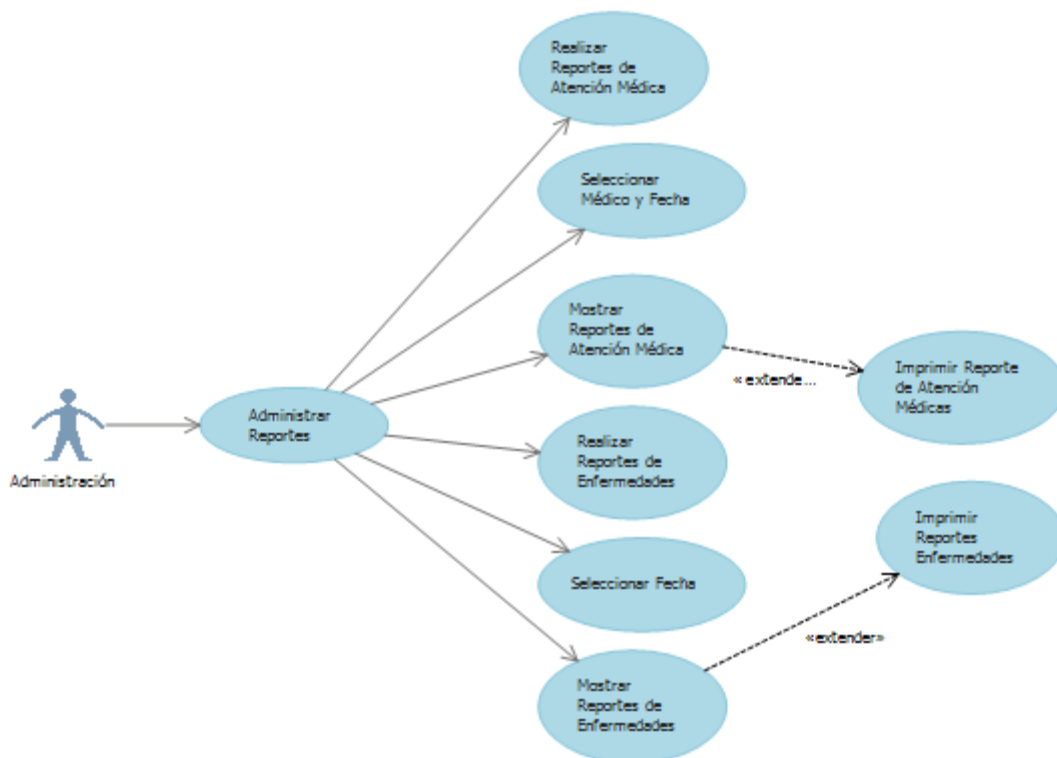 Realizar
Reportes de
Atención Médica
Seleccionar
Médico y Fecha
Mostrar
Reportes de
Atención Médica
«extende...
Imprimir Reporte
de Atención
Médicas
Administrar
Reportes
Administración
Realizar
Reportes de
Enfermedades
Imprimir
Reportes
Enfermedades
Seleccionar Fecha
«extender»
Mostrar
Reportes de
Enfermedades